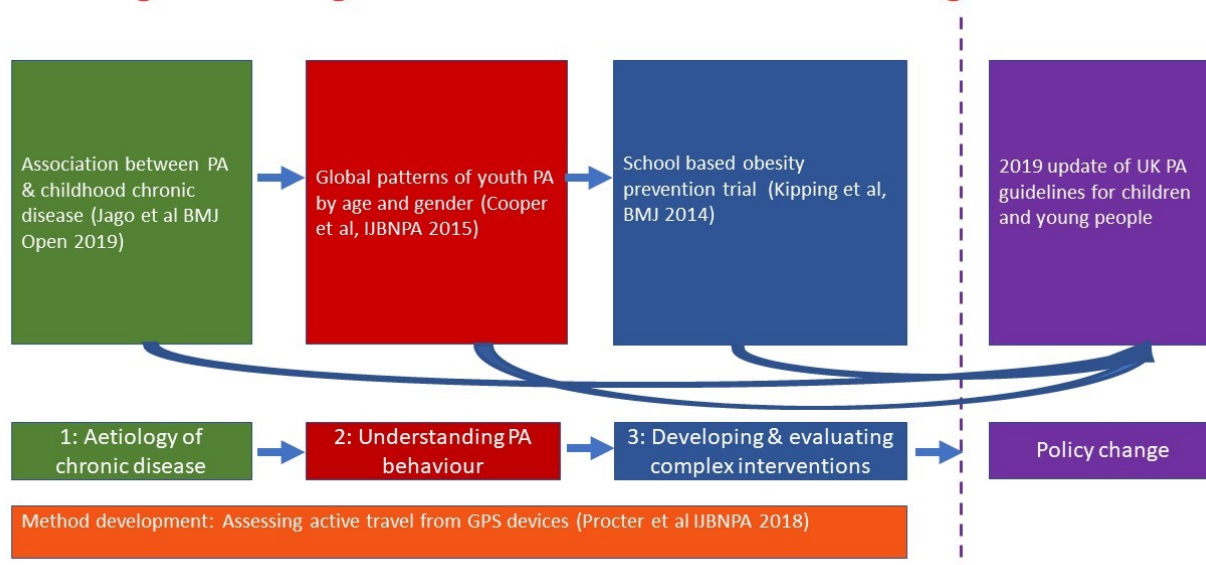 Association between PA
& childhood chronic
disease (Jago et al BMJ
Open 2019)
Global patterns of youth PA
by age and gender (Cooper
et al, IJBNPA 2015)
School based obesity
prevention trial (Kipping et al,
BMJ 2014)
2019 update of UK PA
guidelines for children
and young people
1: Aetiology of
chronic disease
2: Understanding PA
behaviour
3: Developing & evaluating
complex interventions
Policy change
Method development: Assessing active travel from GPS devices (Procter et al IJBNPA 2018)